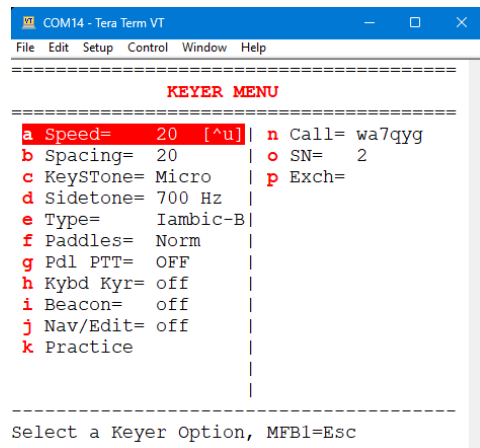 COM14 - Tera Term VT
File Edit Setup Control Window Help
=========================================
KEYER MENU
=========================================
a Speed= 20 [^u]| n Call= wa7qyg
b Spacing= 20 | o SN= 2
c KeySTone= Micro | p Exch=
d Sidetone= 700 Hz |
e Type= Iambic-B|
f Paddles= Norm |
g Pdl PTT= OFF |
h Kybd Kyr= off |
i Beacon= off |
j Nav/Edit= off |
k Practice |
|
|
-----------------------------------------
Select a Keyer Option, MFB1=Esc